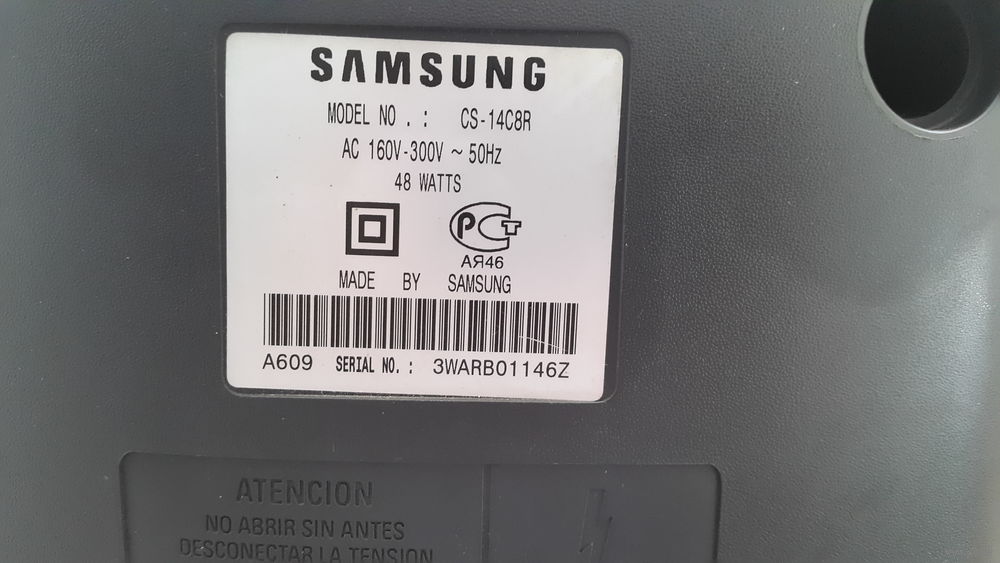 SAMSUNG
MODEL NO . : CS-14C8R
AC 160V-300V ~ 50Hz
48 WATTS
РСТ
АЯ46
MADE BY SAMSUNG
A609 SERIAL NO. : 3WARB01146Z
ATENCION
NO ABRIR SIN ANTES
DESCONECTAR LA TENSION